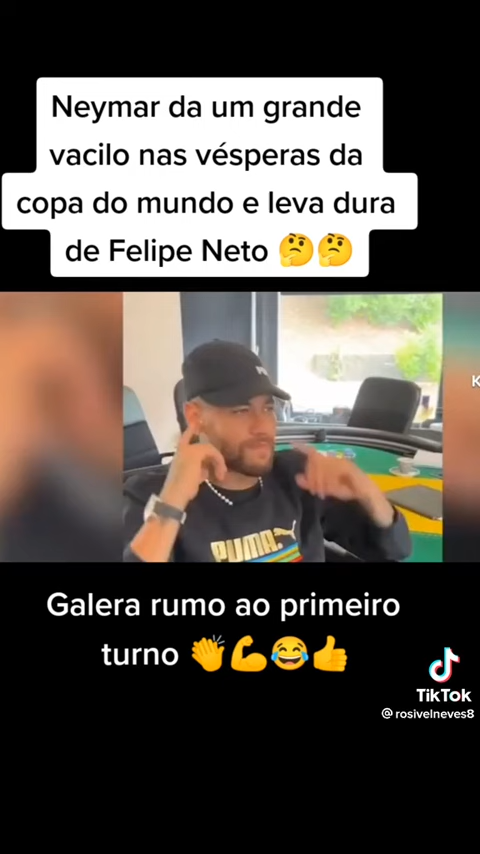 Neymar da um grande
vacilo nas vésperas da
copa do mundo e leva dura
de Felipe Neto 🤔🤔
K
PUMA
Galera rumo ao primeiro
turno 👏💪😂👍
TikTok
@rosivelneves8